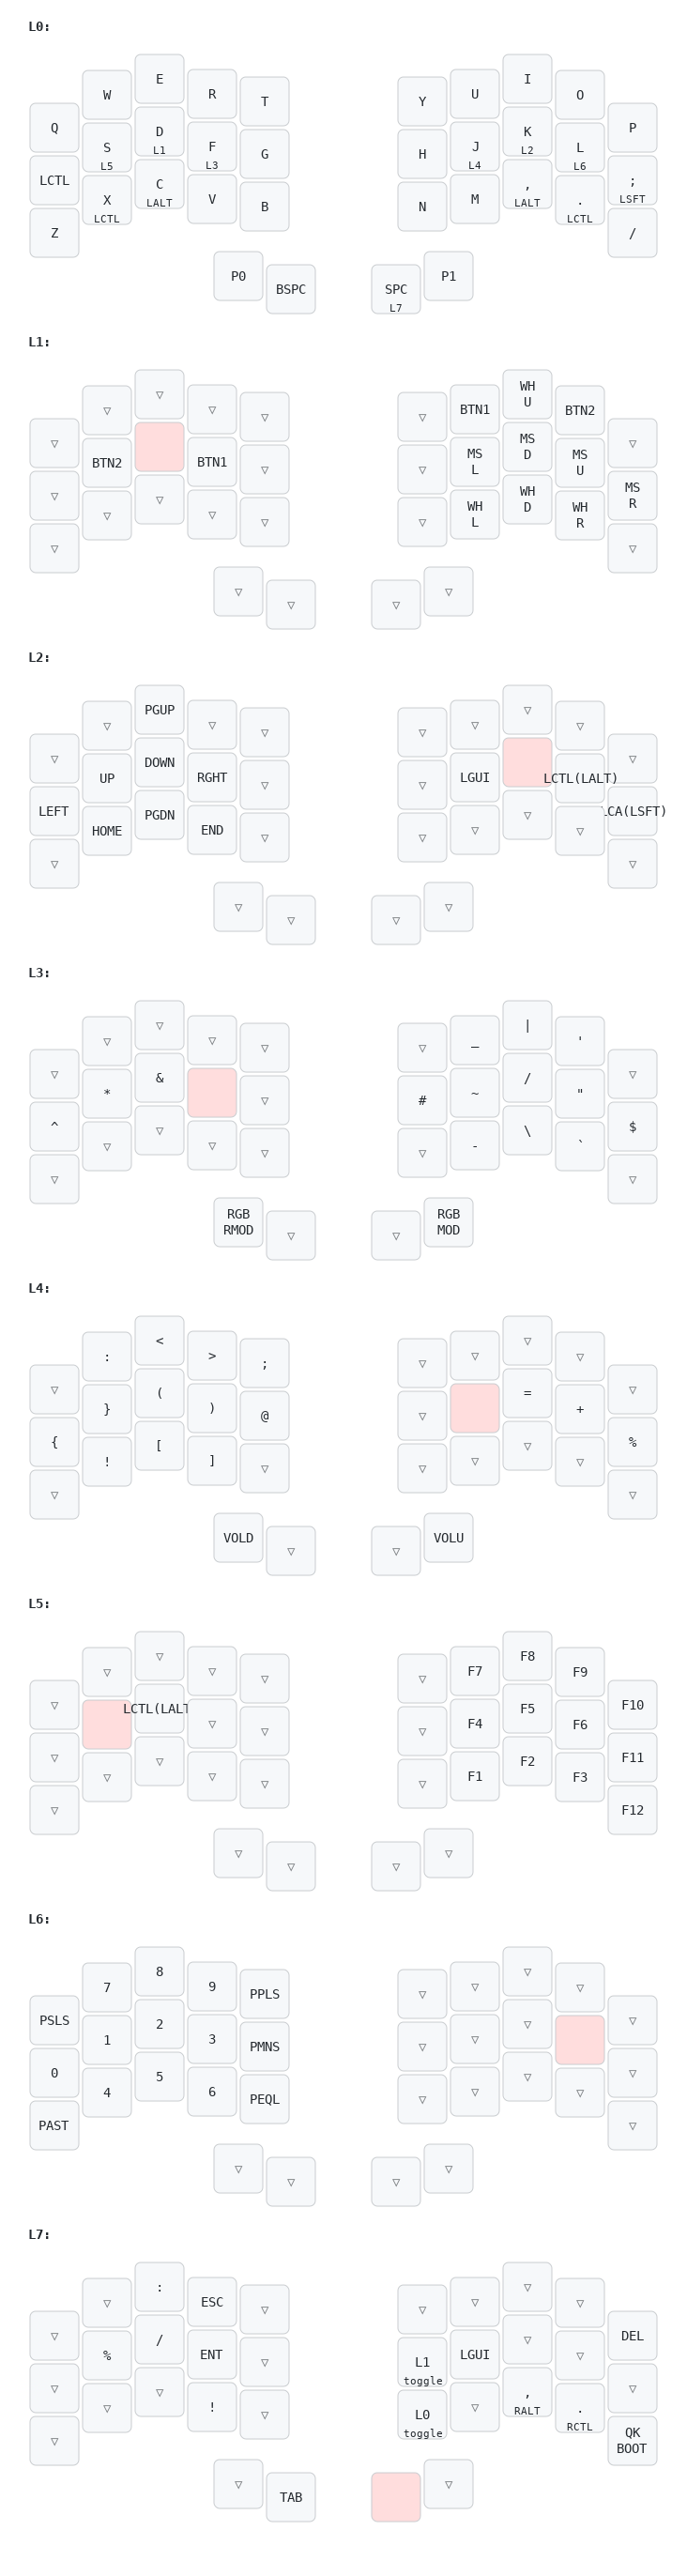 L0:
Q W E R T Y U I O P
LCTL S L5 D L1 F L3 G H J L4 K L2 L L6 ; LSFT
Z X LCTL C LALT V B N M , LALT . LCTL /
P0 BSPC SPC L7 P1
L1:
▽ ▽ ▽ ▽ ▽ ▽ BTN1 WH U BTN2 ▽
▽ BTN2 BTN1 ▽ ▽ MS L MS D MS U MS R
▽ ▽ ▽ ▽ ▽ ▽ WH L WH D WH R ▽
▽ ▽ ▽ ▽
L2:
▽ ▽ PGUP ▽ ▽ ▽ ▽ ▽ ▽ ▽
LEFT UP DOWN RGHT ▽ ▽ LGUI LCTL(LALT) LCA(LSFT)
▽ HOME PGDN END ▽ ▽ ▽ ▽ ▽ ▽
▽ ▽ ▽ ▽
L3:
▽ ▽ ▽ ▽ ▽ ▽ _ | ' ▽
^ * & ▽ # ~ / " $
▽ ▽ ▽ ▽ ▽ ▽ - \ ` ▽
RGB RMOD ▽ ▽ RGB MOD
L4:
▽ : < > ; ▽ ▽ ▽ ▽ ▽
{ } ( ) @ ▽ = + %
▽ ! [ ] ▽ ▽ ▽ ▽ ▽ ▽
VOLD ▽ ▽ VOLU
L5:
▽ ▽ ▽ ▽ ▽ ▽ F7 F8 F9 F10
▽ LCTL(LALT ▽ ▽ ▽ F4 F5 F6 F11
▽ ▽ ▽ ▽ ▽ ▽ F1 F2 F3 F12
▽ ▽ ▽ ▽
L6:
PSLS 7 8 9 PPLS ▽ ▽ ▽ ▽ ▽
0 1 2 3 PMNS ▽ ▽ ▽ ▽
PAST 4 5 6 PEQL ▽ ▽ ▽ ▽ ▽
▽ ▽ ▽ ▽
L7:
▽ ▽ : ESC ▽ ▽ ▽ ▽ ▽ DEL
▽ % / ENT ▽ L1 toggle LGUI ▽ ▽ ▽
▽ ▽ ▽ ! ▽ L0 toggle ▽ , RALT . RCTL QK BOOT
▽ TAB ▽